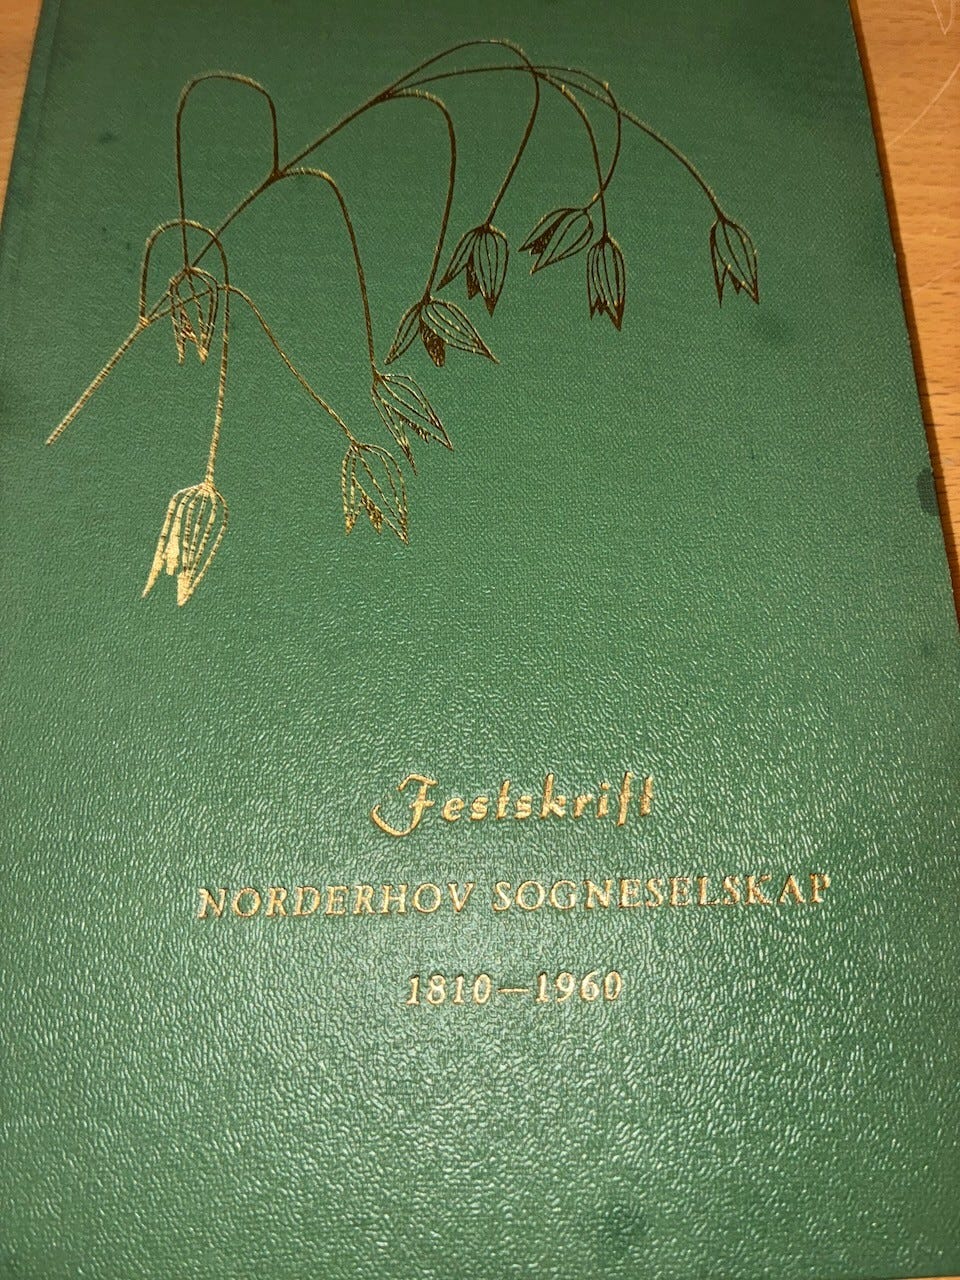 Festskrift
NORDERHOV SOGNESELSKAP
1810—1960